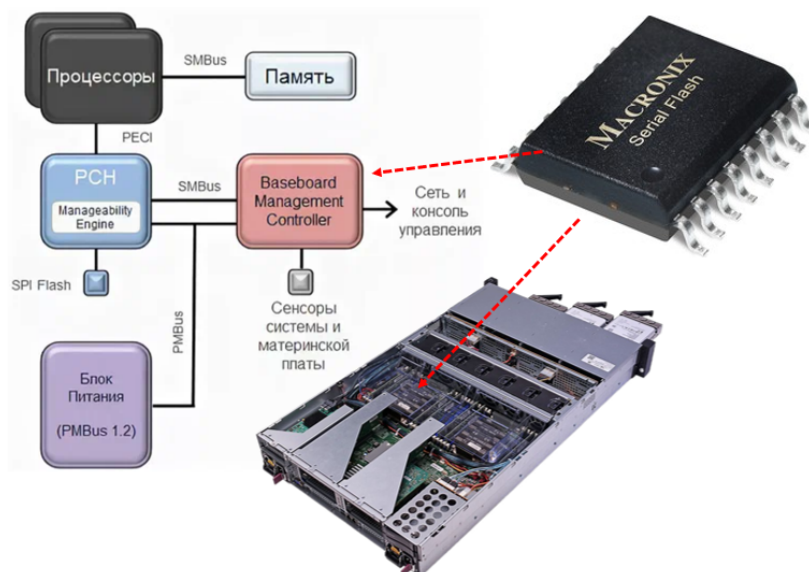 Процессоры
SMBus
Память
PECI
PCH
Manageability
Engine
SMBus
Baseboard
Management
Controller
Сеть и
консоль
управления
SPI Flash
PMBus
Сенсоры
системы и
материнской
платы
Блок
Питания
(PMBus 1.2)
MACRONIX
Serial Flash